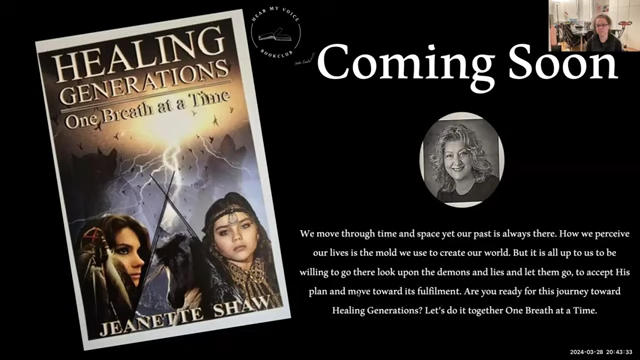 HEALING
GENERATIONS
One Breath at a Time
JEANETTE SHAW
HEAR MY VOICE
BOOKCLUB
Coming Soon
We move through time and space yet our past is always there. How we perceive
our lives is the mold we use to create our world. But it is all up to us to be
willing to go there look upon the demons and lies and let them go, to accept His
plan and move toward its fulfilment. Are you ready for this journey toward
Healing Generations? Let's do it together One Breath at a Time.
2024-03-28 20:43:33